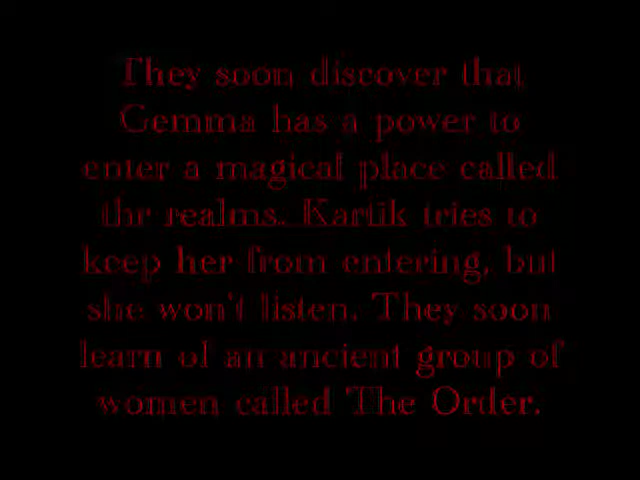 They soon discover that
Gemma has a power to
enter a magical place called
thr realms. Kartik tries to
keep her from entering, but
she won't listen. They soon
learn of an ancient group of
women called The Order.